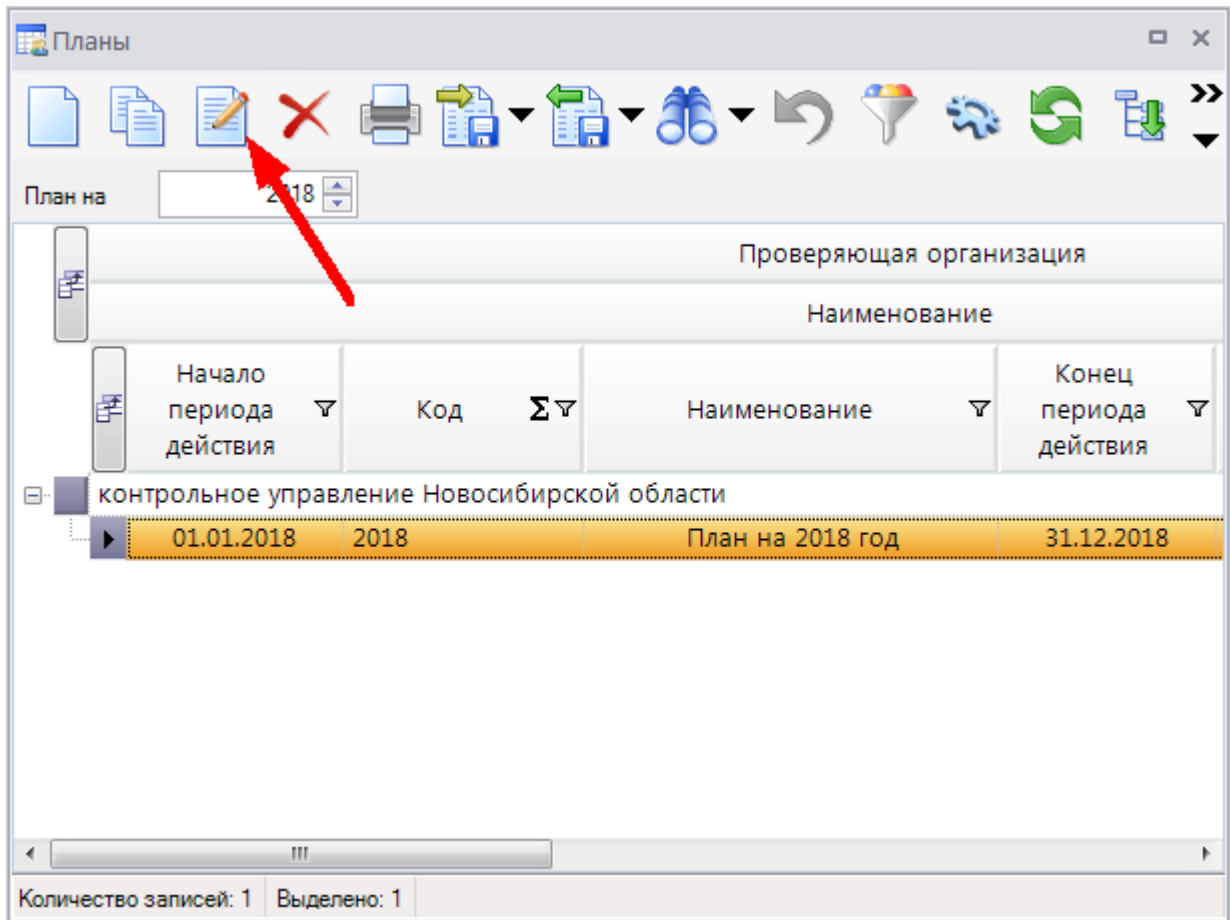 Планы
План на 2018
Проверяющая организация
Наименование
Начало периода действия
Код Σ
Наименование
Конец периода действия
контрольное управление Новосибирской области
01.01.2018 2018 План на 2018 год 31.12.2018
Количество записей: 1 Выделено: 1